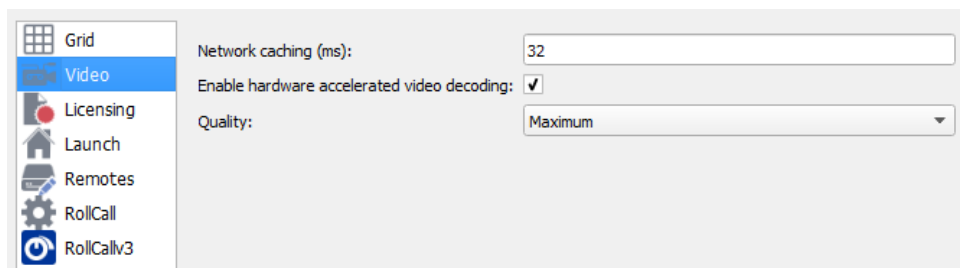 Grid
Video
Licensing
Launch
Remotes
RollCall
RollCallv3
Network caching (ms): 32
Enable hardware accelerated video decoding:
Quality: Maximum